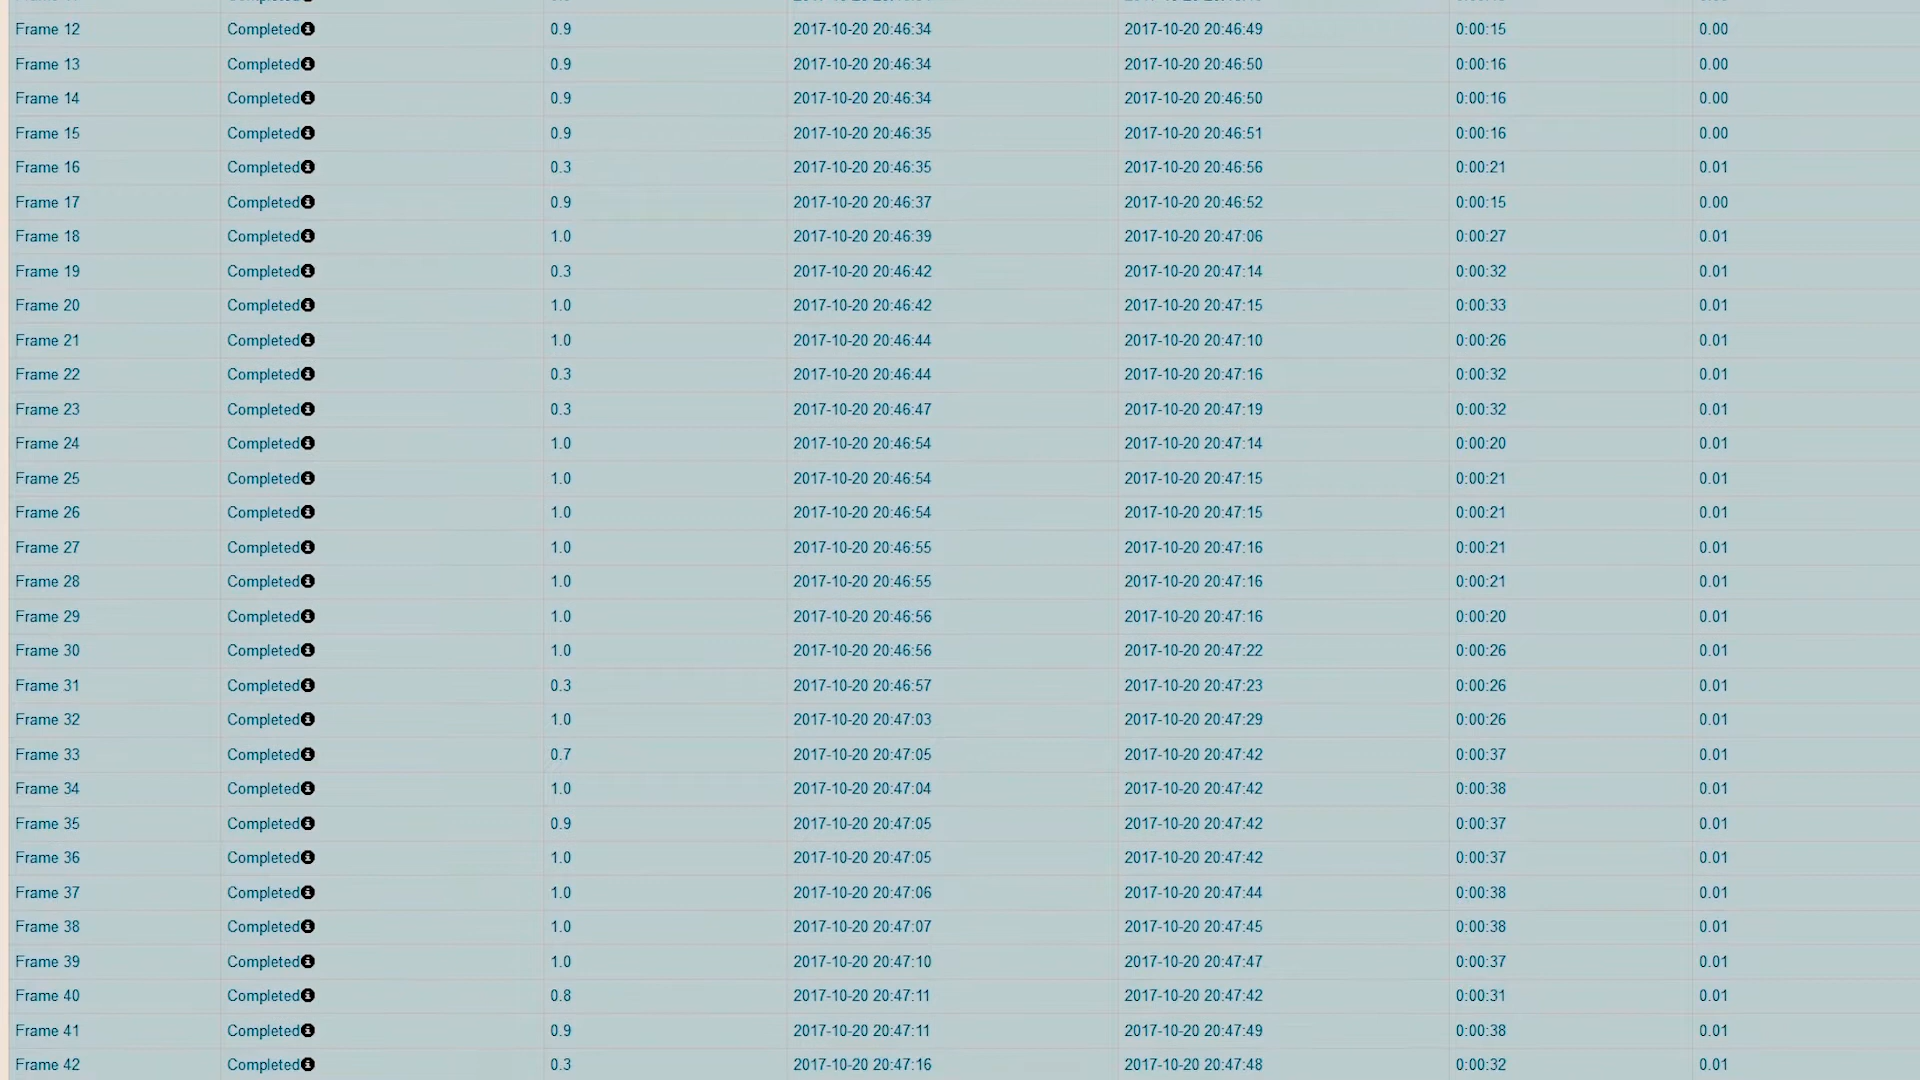 Frame 12 Completed 0.9 2017-10-20 20:46:34 2017-10-20 20:46:49 0:00:15 0.00
Frame 13 Completed 0.9 2017-10-20 20:46:34 2017-10-20 20:46:50 0:00:16 0.00
Frame 14 Completed 0.9 2017-10-20 20:46:34 2017-10-20 20:46:50 0:00:16 0.00
Frame 15 Completed 0.9 2017-10-20 20:46:35 2017-10-20 20:46:51 0:00:16 0.00
Frame 16 Completed 0.3 2017-10-20 20:46:35 2017-10-20 20:46:56 0:00:21 0.01
Frame 17 Completed 0.9 2017-10-20 20:46:37 2017-10-20 20:46:52 0:00:15 0.00
Frame 18 Completed 1.0 2017-10-20 20:46:39 2017-10-20 20:47:06 0:00:27 0.01
Frame 19 Completed 0.3 2017-10-20 20:46:42 2017-10-20 20:47:14 0:00:32 0.01
Frame 20 Completed 1.0 2017-10-20 20:46:42 2017-10-20 20:47:15 0:00:33 0.01
Frame 21 Completed 1.0 2017-10-20 20:46:44 2017-10-20 20:47:10 0:00:26 0.01
Frame 22 Completed 0.3 2017-10-20 20:46:44 2017-10-20 20:47:16 0:00:32 0.01
Frame 23 Completed 0.3 2017-10-20 20:46:47 2017-10-20 20:47:19 0:00:32 0.01
Frame 24 Completed 1.0 2017-10-20 20:46:54 2017-10-20 20:47:14 0:00:20 0.01
Frame 25 Completed 1.0 2017-10-20 20:46:54 2017-10-20 20:47:15 0:00:21 0.01
Frame 26 Completed 1.0 2017-10-20 20:46:54 2017-10-20 20:47:15 0:00:21 0.01
Frame 27 Completed 1.0 2017-10-20 20:46:55 2017-10-20 20:47:16 0:00:21 0.01
Frame 28 Completed 1.0 2017-10-20 20:46:55 2017-10-20 20:47:16 0:00:21 0.01
Frame 29 Completed 1.0 2017-10-20 20:46:56 2017-10-20 20:47:16 0:00:20 0.01
Frame 30 Completed 1.0 2017-10-20 20:46:56 2017-10-20 20:47:22 0:00:26 0.01
Frame 31 Completed 0.3 2017-10-20 20:46:57 2017-10-20 20:47:23 0:00:26 0.01
Frame 32 Completed 1.0 2017-10-20 20:47:03 2017-10-20 20:47:29 0:00:26 0.01
Frame 33 Completed 0.7 2017-10-20 20:47:05 2017-10-20 20:47:42 0:00:37 0.01
Frame 34 Completed 1.0 2017-10-20 20:47:04 2017-10-20 20:47:42 0:00:38 0.01
Frame 35 Completed 0.9 2017-10-20 20:47:05 2017-10-20 20:47:42 0:00:37 0.01
Frame 36 Completed 1.0 2017-10-20 20:47:05 2017-10-20 20:47:42 0:00:37 0.01
Frame 37 Completed 1.0 2017-10-20 20:47:06 2017-10-20 20:47:44 0:00:38 0.01
Frame 38 Completed 1.0 2017-10-20 20:47:07 2017-10-20 20:47:45 0:00:38 0.01
Frame 39 Completed 1.0 2017-10-20 20:47:10 2017-10-20 20:47:47 0:00:37 0.01
Frame 40 Completed 0.8 2017-10-20 20:47:11 2017-10-20 20:47:42 0:00:31 0.01
Frame 41 Completed 0.9 2017-10-20 20:47:11 2017-10-20 20:47:49 0:00:38 0.01
Frame 42 Completed 0.3 2017-10-20 20:47:16 2017-10-20 20:47:48 0:00:32 0.01